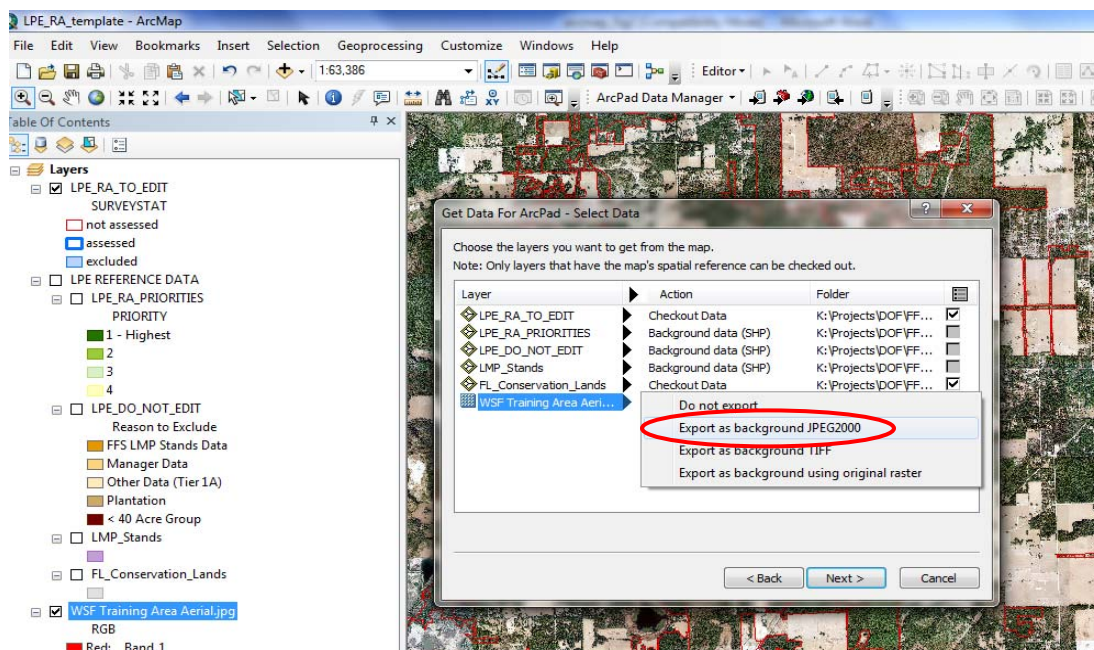 LPE_RA_template - ArcMap
File Edit View Bookmarks Insert Selection Geoprocessing Customize Windows Help
1:63,386 Editor
ArcPad Data Manager
Table Of Contents
Layers
LPE_RA_TO_EDIT
SURVEYSTAT
not assessed
assessed
excluded
LPE REFERENCE DATA
LPE_RA_PRIORITIES
PRIORITY
1 - Highest
2
3
4
LPE_DO_NOT_EDIT
Reason to Exclude
FFS LMP Stands Data
Manager Data
Other Data (Tier 1A)
Plantation
< 40 Acre Group
LMP_Stands
FL_Conservation_Lands
WSF Training Area Aerial.jpg
RGB
Red: Band_1
Get Data For ArcPad - Select Data
Choose the layers you want to get from the map.
Note: Only layers that have the map's spatial reference can be checked out.
Layer Action Folder
LPE_RA_TO_EDIT Checkout Data K:\Projects\DOF\FF...
LPE_RA_PRIORITIES Background data (SHP) K:\Projects\DOF\FF...
LPE_DO_NOT_EDIT Background data (SHP) K:\Projects\DOF\FF...
LMP_Stands Background data (SHP) K:\Projects\DOF\FF...
FL_Conservation_Lands Checkout Data K:\Projects\DOF\FF...
WSF Training Area Aeri...
Do not export
Export as background JPEG2000
Export as background TIFF
Export as background using original raster
< Back Next > Cancel